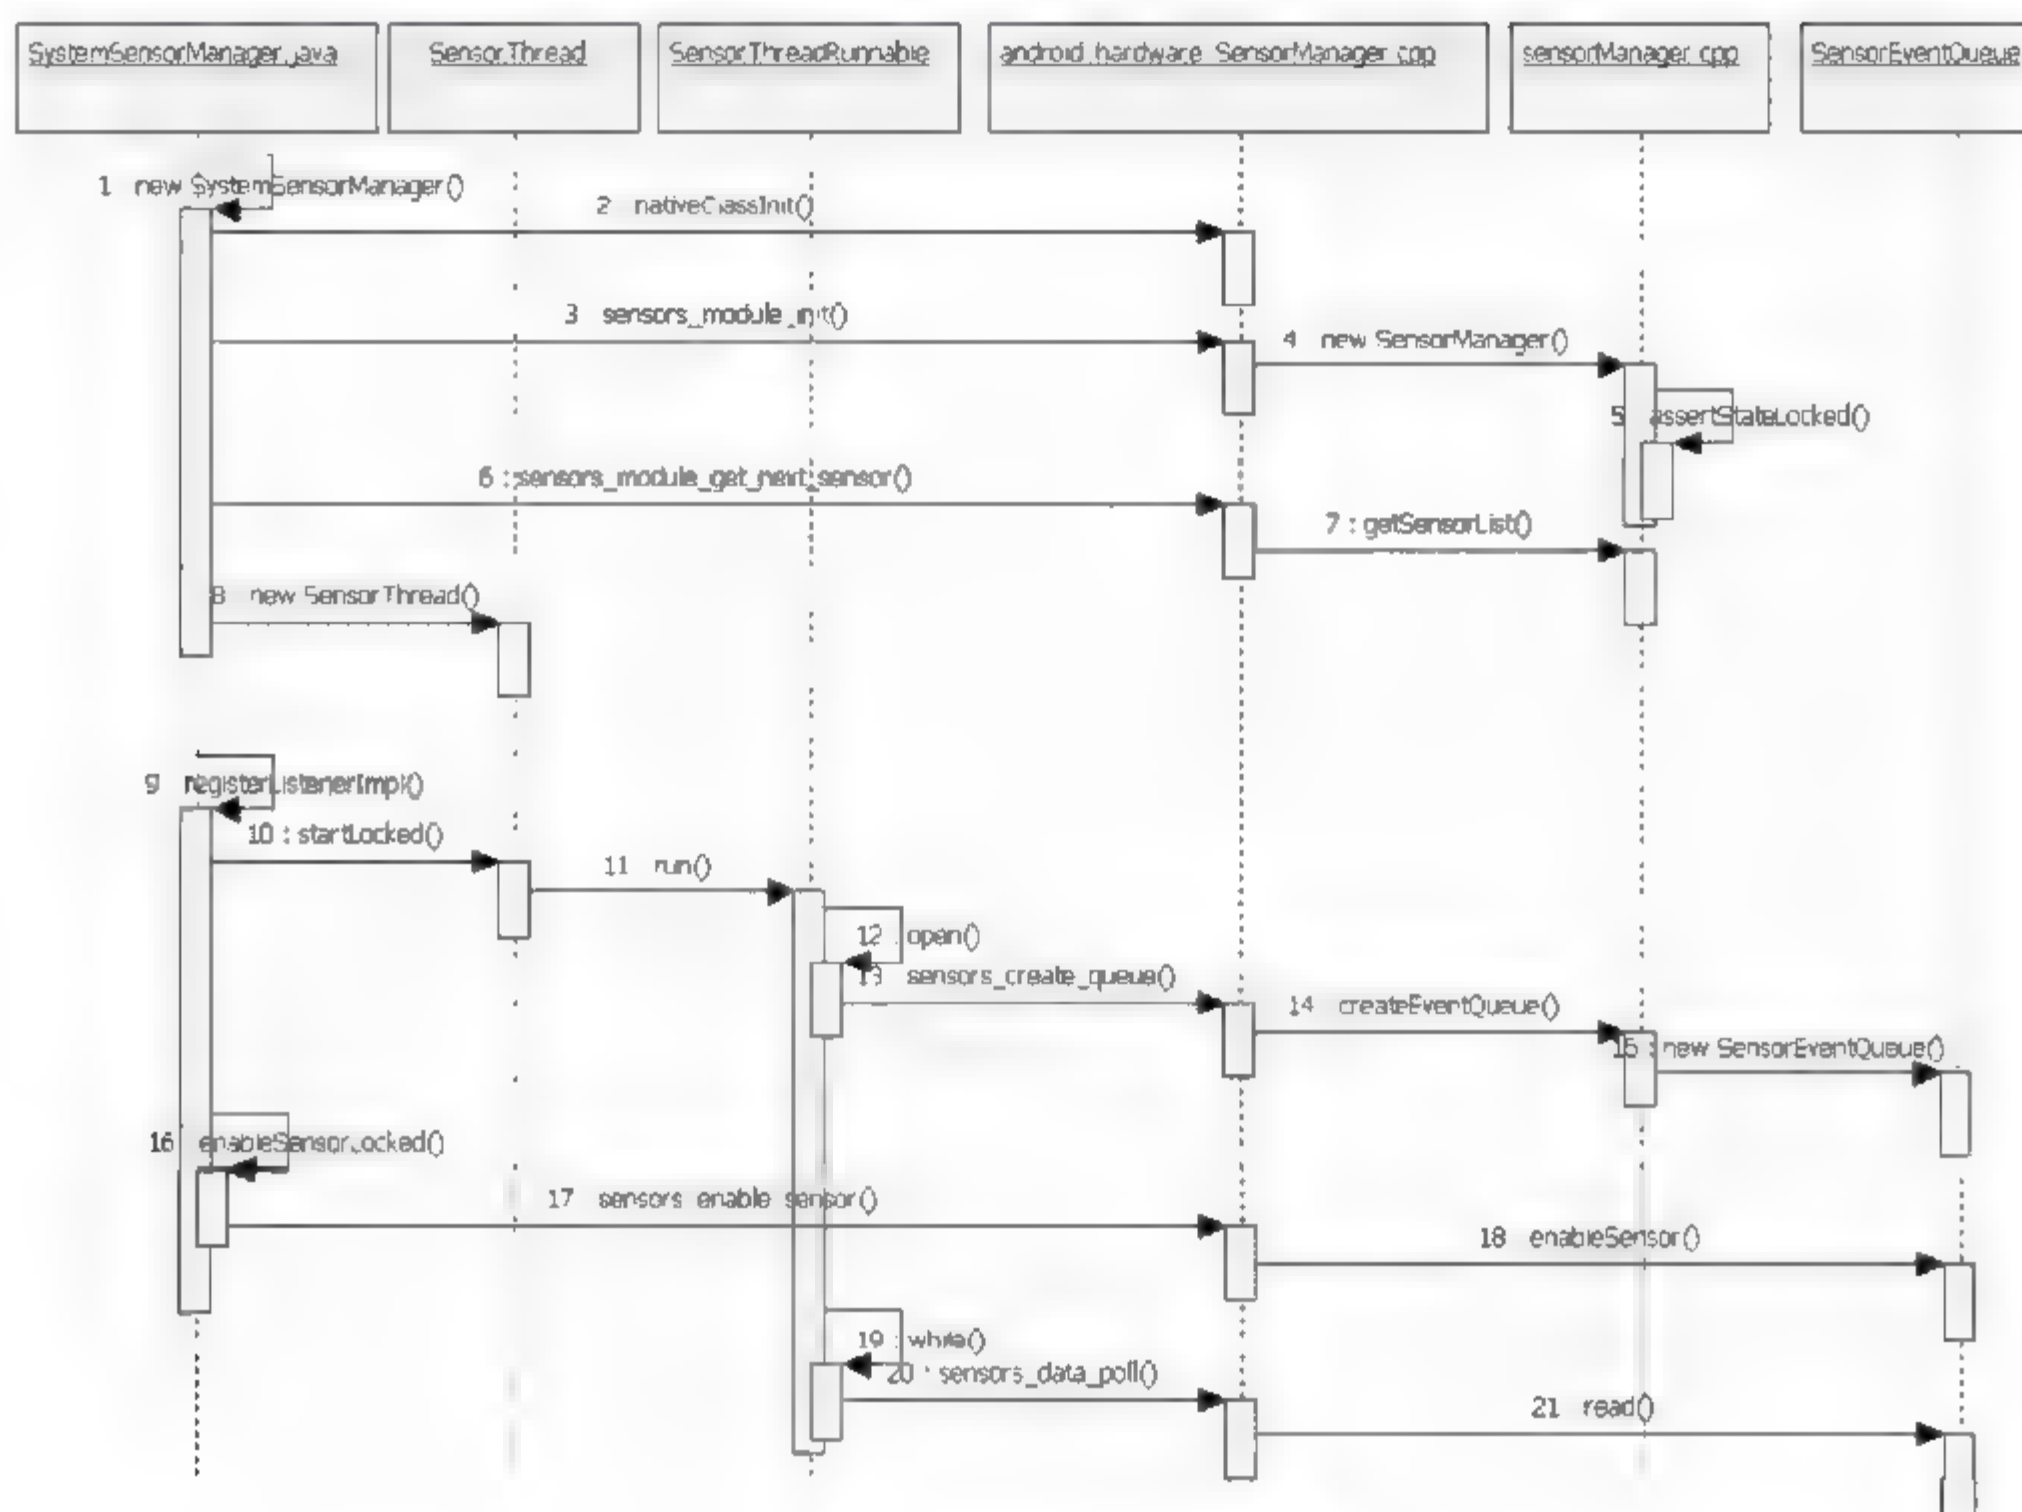 SystemSensorManager.java
SensorThread
SensorThreadRunnable
android_hardware_SensorManager.cpp
sensorManager.cpp
SensorEventQueue
1 new SystemSensorManager()
2 nativeClassInit()
3 sensors_module_init()
4 new SensorManager()
5 assertStateLocked()
6 : sensors_module_get_next_sensor()
7 : getSensorList()
8 new SensorThread()
9 registerListenerImpl()
10 : startLocked()
11 run()
12 : open()
13 sensors_create_queue()
14 createEventQueue()
15 : new SensorEventQueue()
16 enableSensorLocked()
17 sensors_enable_sensor()
18 enableSensor()
19 : while()
20 : sensors_data_poll()
21 read()